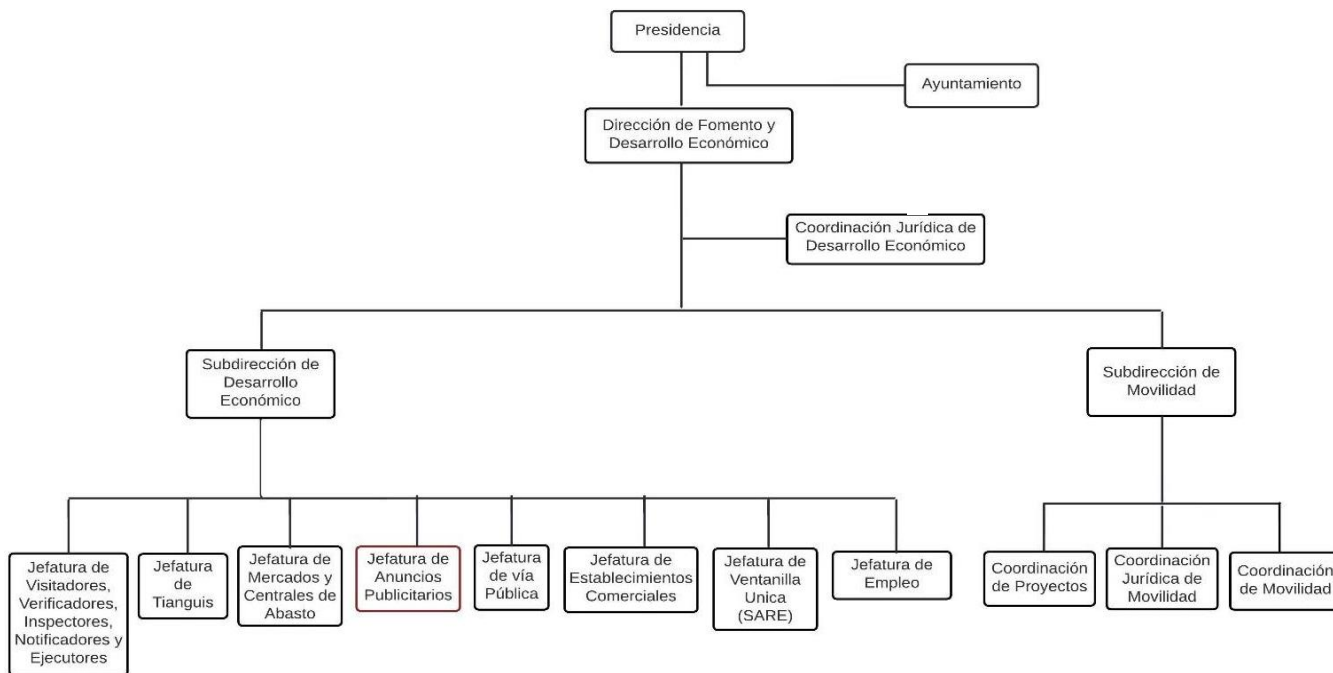 Presidencia
Ayuntamiento
Dirección de Fomento y
Desarrollo Económico
Coordinación Jurídica de
Desarrollo Económico
Subdirección de
Desarrollo
Económico
Subdirección de
Movilidad
Jefatura de
Visitadores,
Verificadores,
Inspectores,
Notificadores y
Ejecutores
Jefatura
de
Tianguis
Jefatura de
Mercados y
Centrales de
Abasto
Jefatura de
Anuncios
Publicitarios
Jefatura
de vía
Pública
Jefatura de
Establecimientos
Comerciales
Jefatura de
Ventanilla
Unica
(SARE)
Jefatura de
Empleo
Coordinación
de Proyectos
Coordinación
Jurídica de
Movilidad
Coordinación
de Movilidad